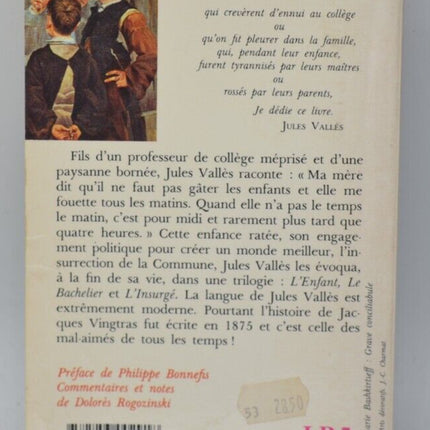 qui crevèrent d'ennui au collège
ou
qu'on fit pleurer dans la famille,
qui, pendant leur enfance,
furent tyrannisés par leurs maîtres
ou
rossés par leurs parents,
Je dédie ce livre.
JULES VALLÈS
Fils d'un professeur de collège méprisé et d'une
paysanne bornée, Jules Vallès raconte : « Ma mère
dit qu'il ne faut pas gâter les enfants et elle me
fouette tous les matins. Quand elle n'a pas le temps
le matin, c'est pour midi et rarement plus tard que
quatre heures. » Cette enfance ratée, son engage-
ment politique pour créer un monde meilleur, l'in-
surrection de la Commune, Jules Vallès les évoqua,
à la fin de sa vie, dans une trilogie : L'Enfant, Le
Bachelier et L'Insurgé. La langue de Jules Vallès est
extrêmement moderne. Pourtant l'histoire de Jac-
ques Vingtras fut écrite en 1875 et c'est celle des
mal-aimés de tous les temps !
Préface de Philippe Bonnefis
Commentaires et notes
de Dolorès Rogozinski
53 2850
arie Bashkirtseff : Grave conciliabule